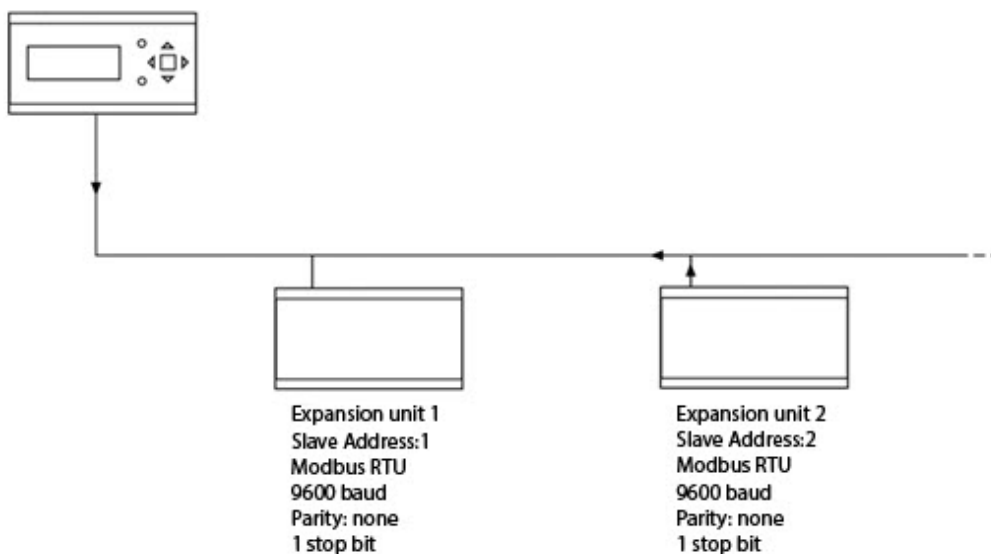 Expansion unit 1
Slave Address:1
Modbus RTU
9600 baud
Parity: none
1 stop bit
Expansion unit 2
Slave Address:2
Modbus RTU
9600 baud
Parity: none
1 stop bit